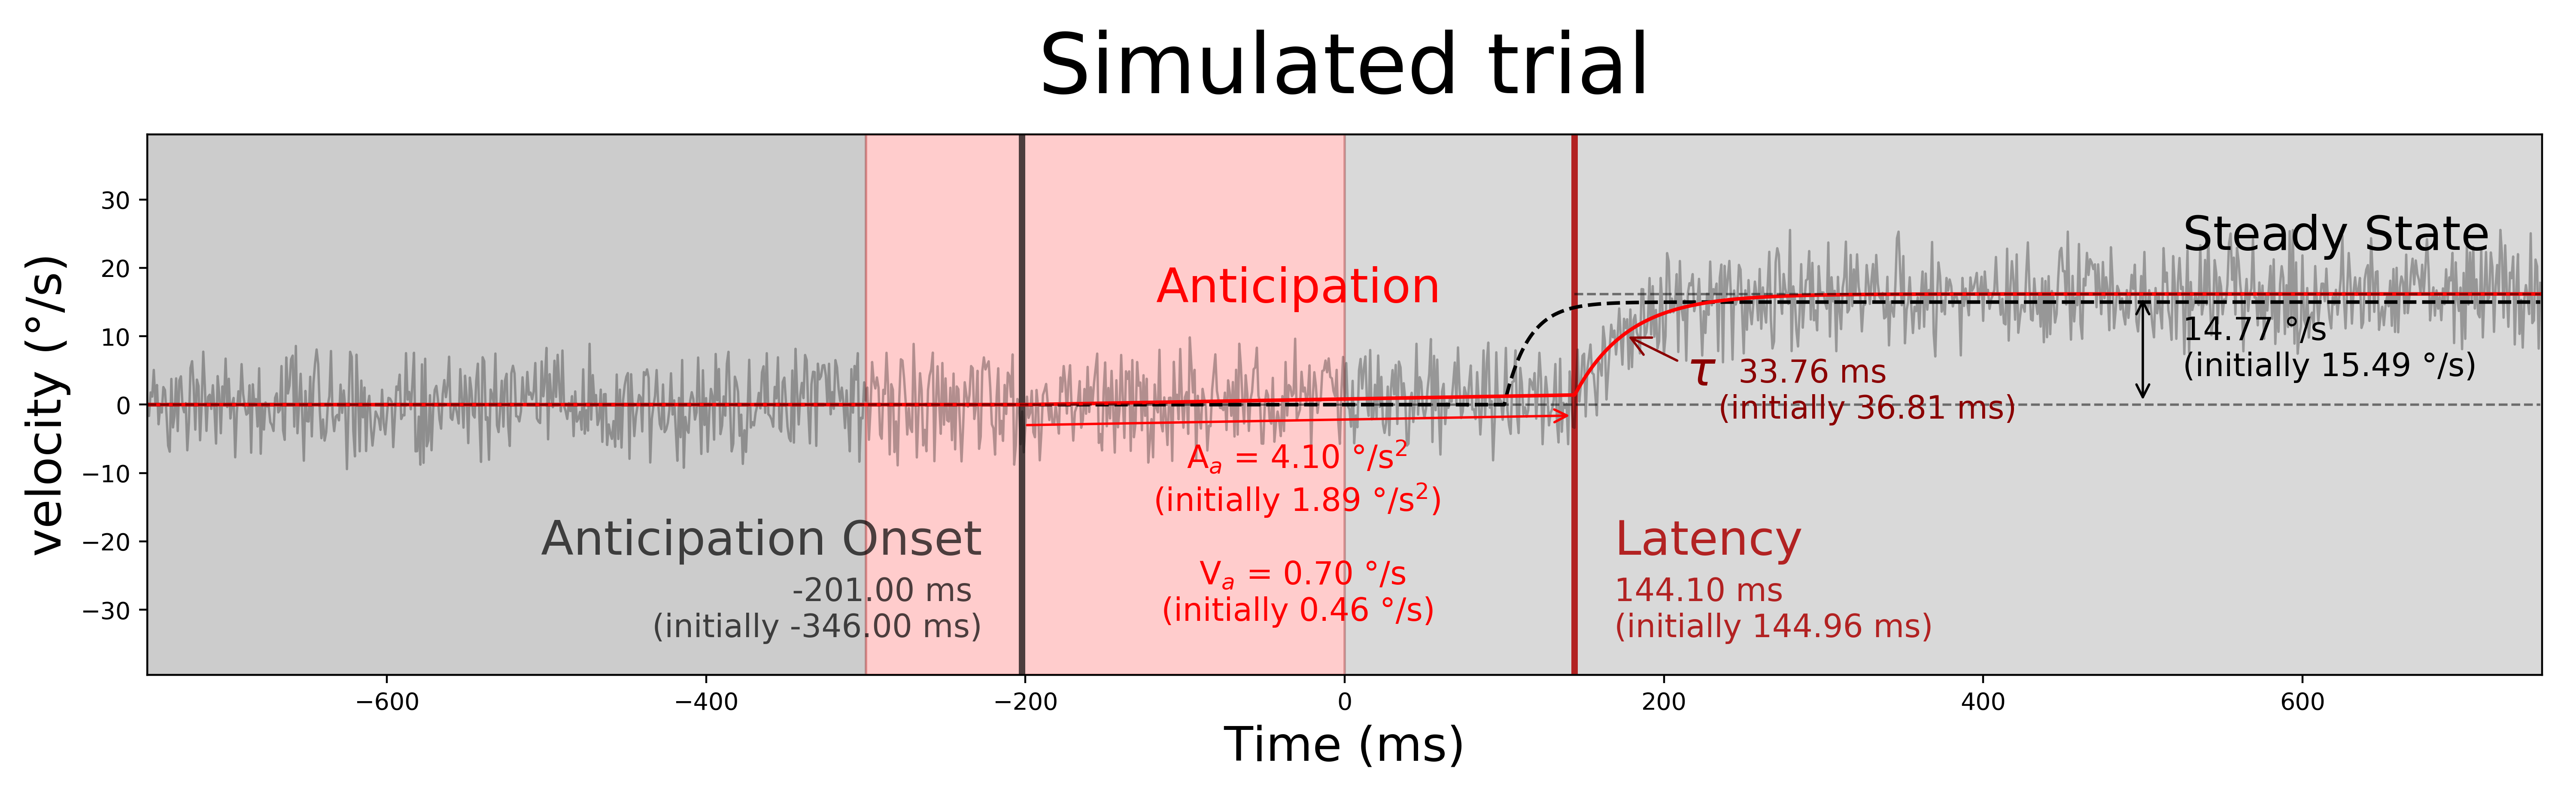 Simulated trial
velocity (°/s)
30
20
10
0
−10
−20
−30
Steady State
Anticipation
14.77 °/s
(initially 15.49 °/s)
τ 33.76 ms
(initially 36.81 ms)
Aₐ = 4.10 °/s²
(initially 1.89 °/s²)
Anticipation Onset
-201.00 ms
(initially -346.00 ms)
Vₐ = 0.70 °/s
(initially 0.46 °/s)
Latency
144.10 ms
(initially 144.96 ms)
−600 −400 −200 0 200 400 600
Time (ms)